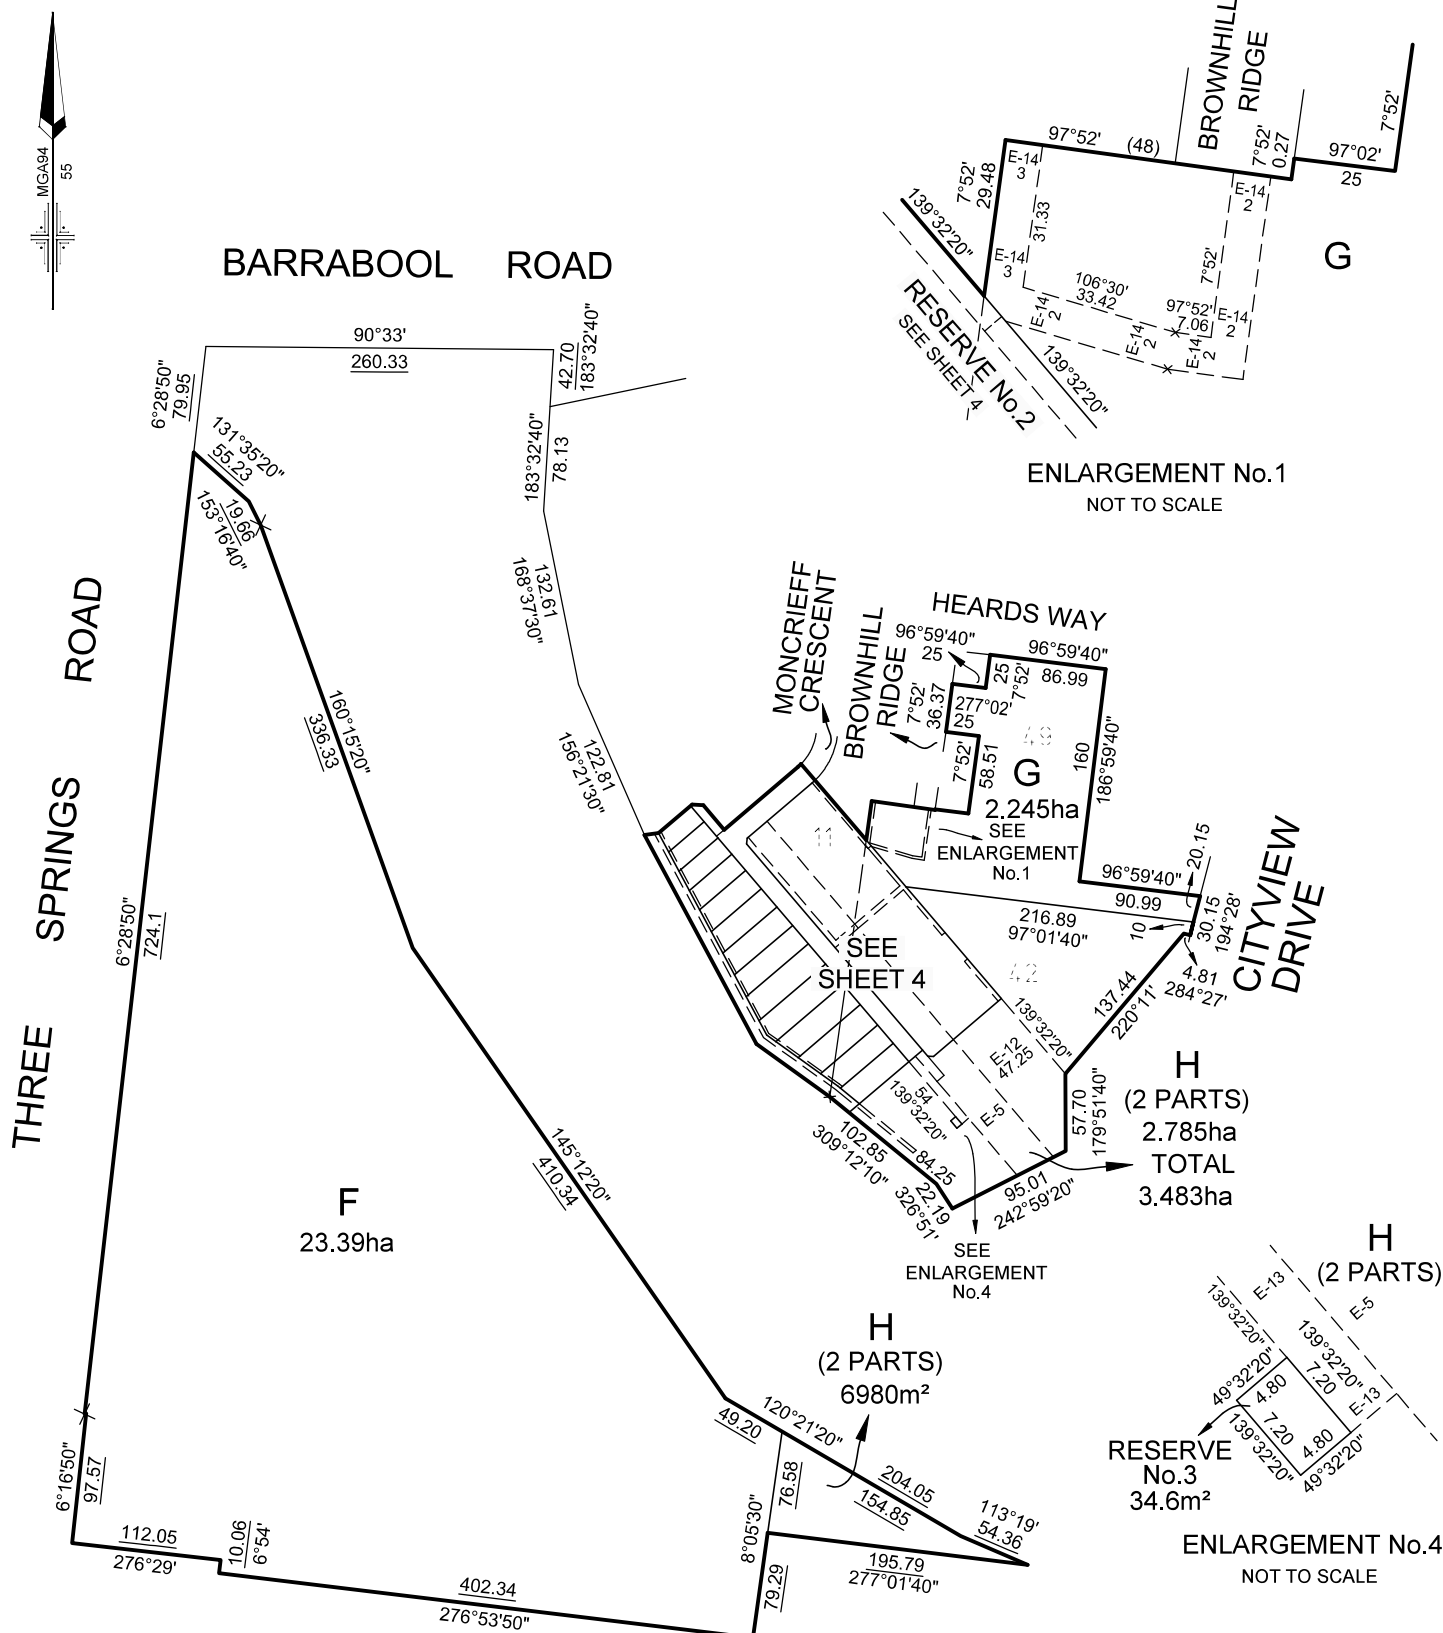 MGA94
55
BARRABOOL ROAD
90°33'
260.33
42.70
183°32'40"
6°28'50"
79.95
131°35'20"
55.23
19.66
153°16'40"
183°32'40"
78.13
132.61
168°37'30"
122.81
156°21'30"
160°15'20"
336.33
THREE SPRINGS ROAD
6°28'50"
724.1
145°12'20"
410.34
F
23.39ha
6°16'50"
97.57
112.05
276°29'
10.06
6°54'
402.34
276°53'50"
49.20
120°21'20"
76.58
8°05'30"
79.29
204.05
154.85
113°19'
54.36
195.79
277°01'40"
H
(2 PARTS)
6980m²
BROWNHILL
RIDGE
97°52'
(48)
7°52'
0.27
97°02'
25
7°52'
7°52'
29.48
E-14
3
31.33
E-14
3
E-14
2
7°52'
G
139°32'20"
106°30'
33.42
97°52'
7.06
E-14
2
E-14
2
E-14
2
E-14
2
RESERVE No.2
SEE SHEET 4
139°32'20"
ENLARGEMENT No.1
NOT TO SCALE
MONCRIEFF
CRESCENT
BROWNHILL
RIDGE
HEARDS WAY
96°59'40"
25
96°59'40"
86.99
25
7°52'
7°52'
36.37
277°02'
25
7°52'
58.51
49
G
2.245ha
160
186°59'40"
SEE
ENLARGEMENT
No.1
11
96°59'40"
90.99
20.15
216.89
97°01'40"
10
30.15
194°28'
CITYVIEW
DRIVE
4.81
284°27'
137.44
220°11'
42
SEE
SHEET 4
139°32'20"
E-12
47.25
54
139°32'20"
E-5
57.70
179°51'40"
H
(2 PARTS)
2.785ha
TOTAL
3.483ha
102.85
309°12'10"
84.25
22.19
326°51'
95.01
242°59'20"
SEE
ENLARGEMENT
No.4
H
(2 PARTS)
E-13
E-5
139°32'20"
139°32'20"
7.20
49°32'20"
4.80
E-13
7.20
139°32'20"
4.80
49°32'20"
RESERVE
No.3
34.6m²
ENLARGEMENT No.4
NOT TO SCALE